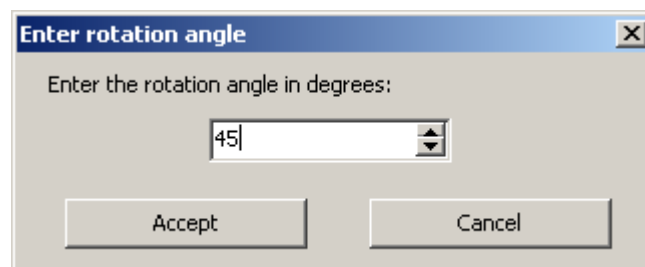 Enter rotation angle
Enter the rotation angle in degrees:
45
Accept Cancel